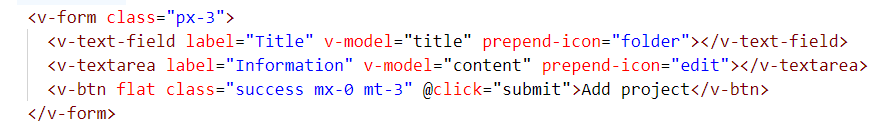 <v-form class="px-3">
<v-text-field label="Title" v-model="title" prepend-icon="folder"></v-text-field>
<v-textarea label="Information" v-model="content" prepend-icon="edit"></v-textarea>
<v-btn flat class="success mx-0 mt-3" @click="submit">Add project</v-btn>
</v-form>